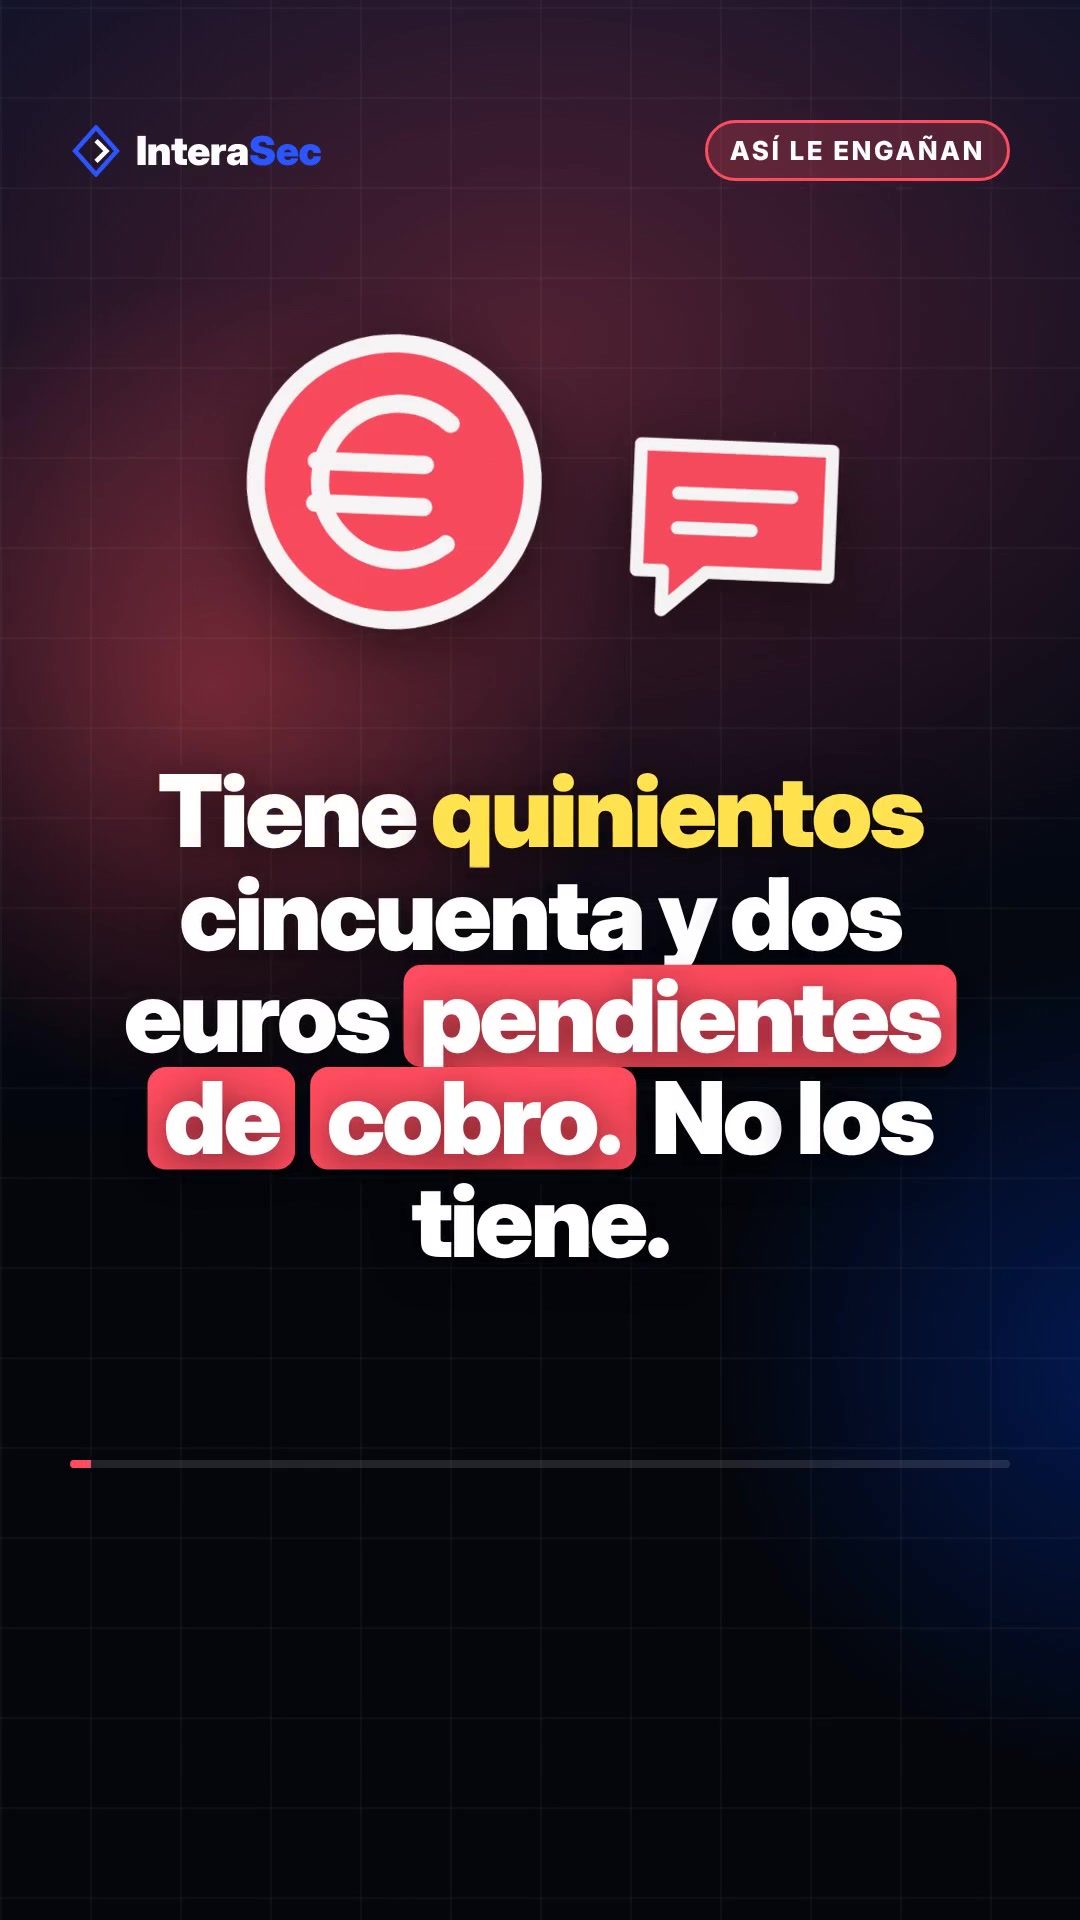 InteraSec
ASÍ LE ENGAÑAN
€
Tiene quinientos
cincuenta y dos
euros pendientes
de cobro. No los
tiene.